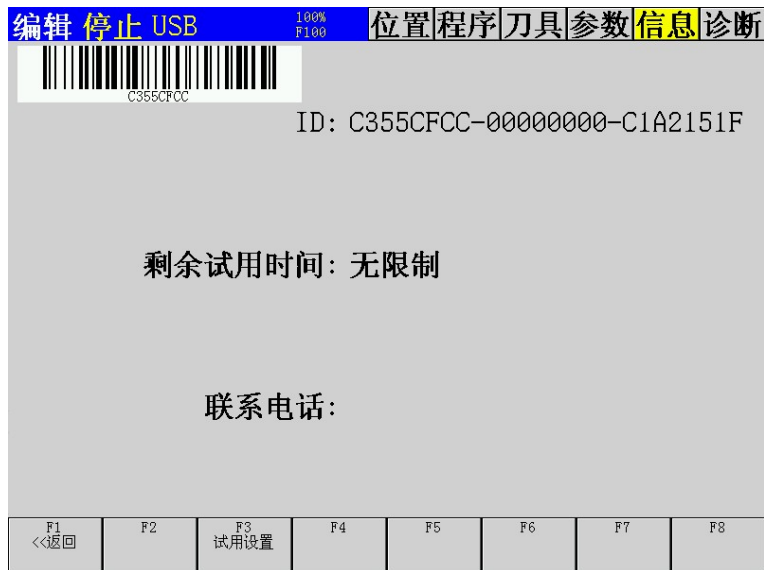 编辑 停止 USB 100% F100 位置 程序 刀具 参数 信息 诊断
C355CFCC
ID: C355CFCC-00000000-C1A2151F
剩余试用时间: 无限制
联系电话:
F1 F2 F3 F4 F5 F6 F7 F8
<<返回 试用设置